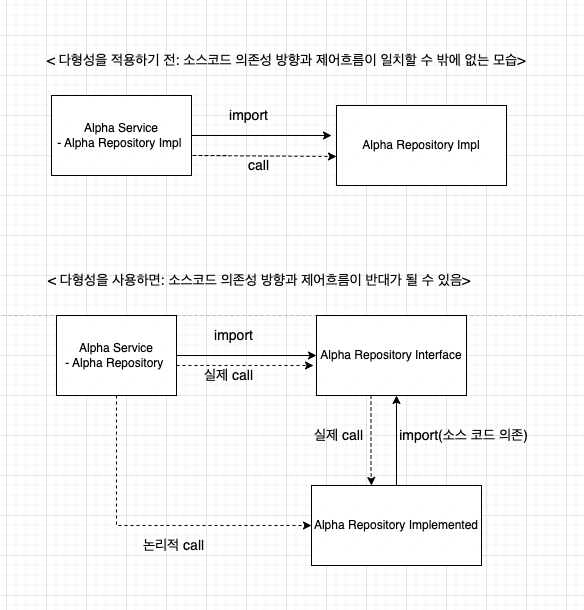 < 다형성을 적용하기 전: 소스코드 의존성 방향과 제어흐름이 일치할 수 밖에 없는 모습>
Alpha Service
- Alpha Repository Impl
import
call
Alpha Repository Impl
< 다형성을 사용하면: 소스코드 의존성 방향과 제어흐름이 반대가 될 수 있음>
Alpha Service
- Alpha Repository
import
실제 call
Alpha Repository Interface
실제 call
import(소스 코드 의존)
Alpha Repository Implemented
논리적 call